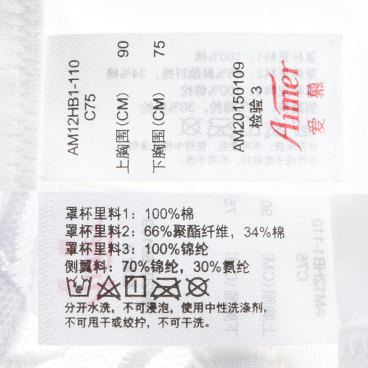 AM12HB1-110
C75
上胸围(CM) 90
下胸围(CM) 75
AM20150109
检验 3
Aimer
爱慕
罩杯里料1：100%棉
罩杯里料2：66%聚酯纤维，34%棉
罩杯里料3：100%锦纶
侧翼料：70%锦纶，30%氨纶
分开水洗，不可浸泡，使用中性洗涤剂，
不可甩干或绞拧，不可干洗。